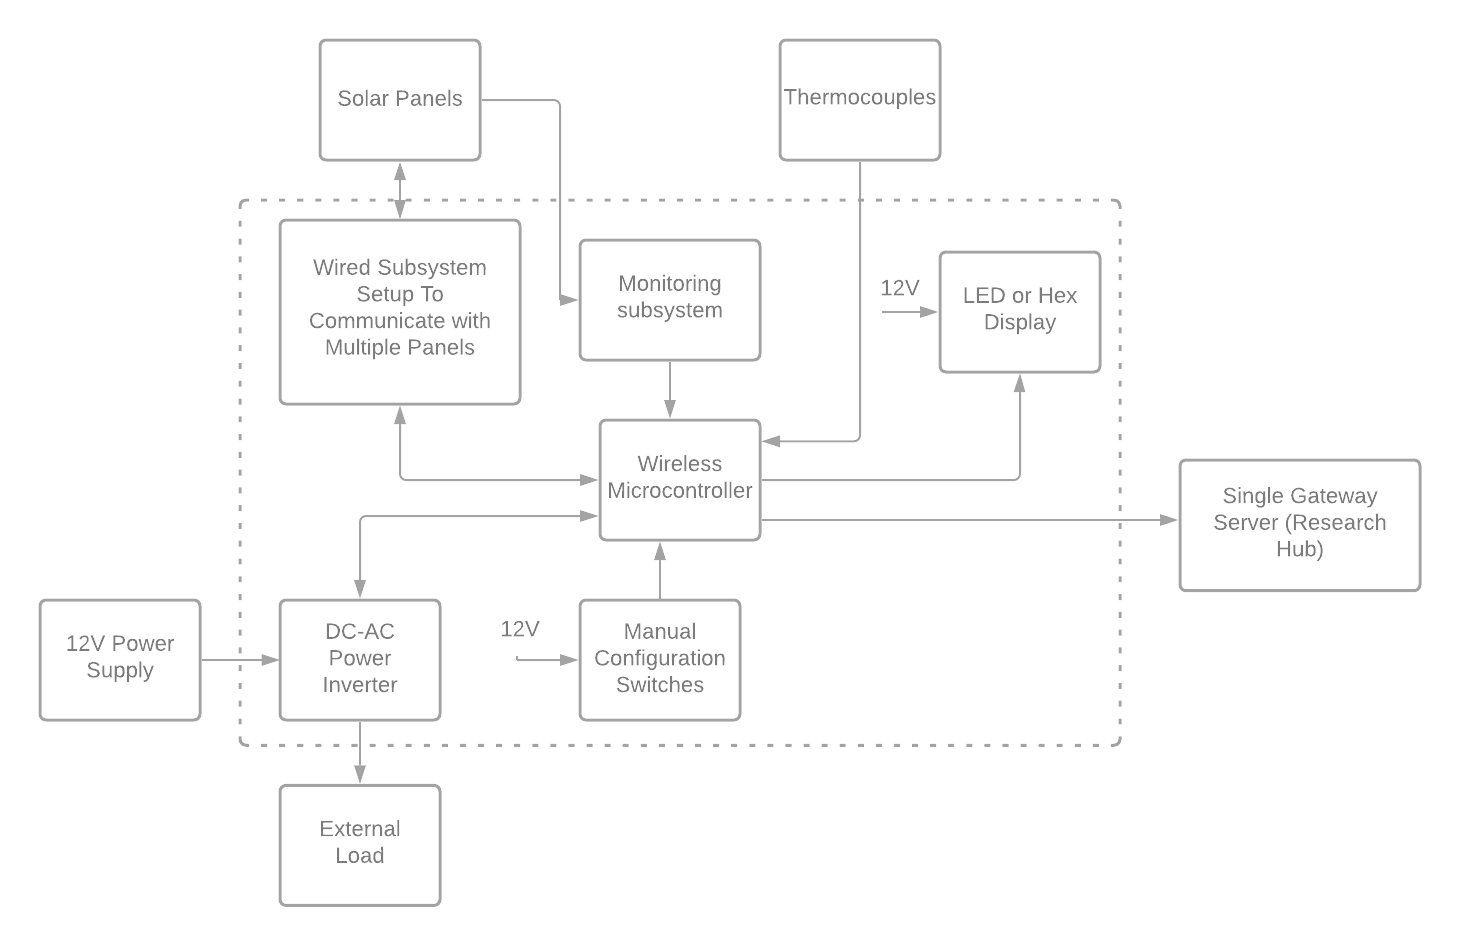 Solar Panels
Thermocouples
Wired Subsystem
Setup To
Communicate with
Multiple Panels
Monitoring
subsystem
12V
LED or Hex
Display
Wireless
Microcontroller
Single Gateway
Server (Research
Hub)
12V Power
Supply
DC-AC
Power
Inverter
12V
Manual
Configuration
Switches
External
Load